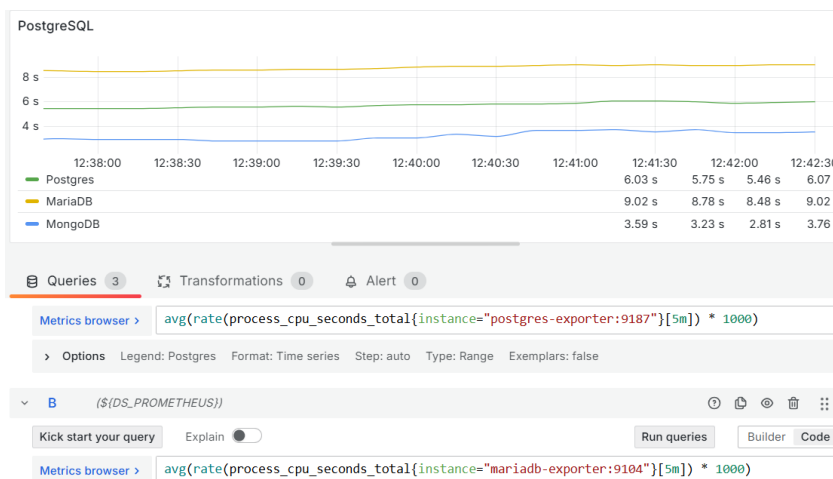 PostgreSQL
8 s
6 s
4 s
12:38:00 12:38:30 12:39:00 12:39:30 12:40:00 12:40:30 12:41:00 12:41:30 12:42:00 12:42:30
Postgres 6.03 s 5.75 s 5.46 s 6.07
MariaDB 9.02 s 8.78 s 8.48 s 9.02
MongoDB 3.59 s 3.23 s 2.81 s 3.76
Queries 3 Transformations 0 Alert 0
Metrics browser > avg(rate(process_cpu_seconds_total{instance="postgres-exporter:9187"}[5m]) * 1000)
> Options Legend: Postgres Format: Time series Step: auto Type: Range Exemplars: false
B (${DS_PROMETHEUS})
Kick start your query Explain Run queries Builder Code
Metrics browser > avg(rate(process_cpu_seconds_total{instance="mariadb-exporter:9104"}[5m]) * 1000)